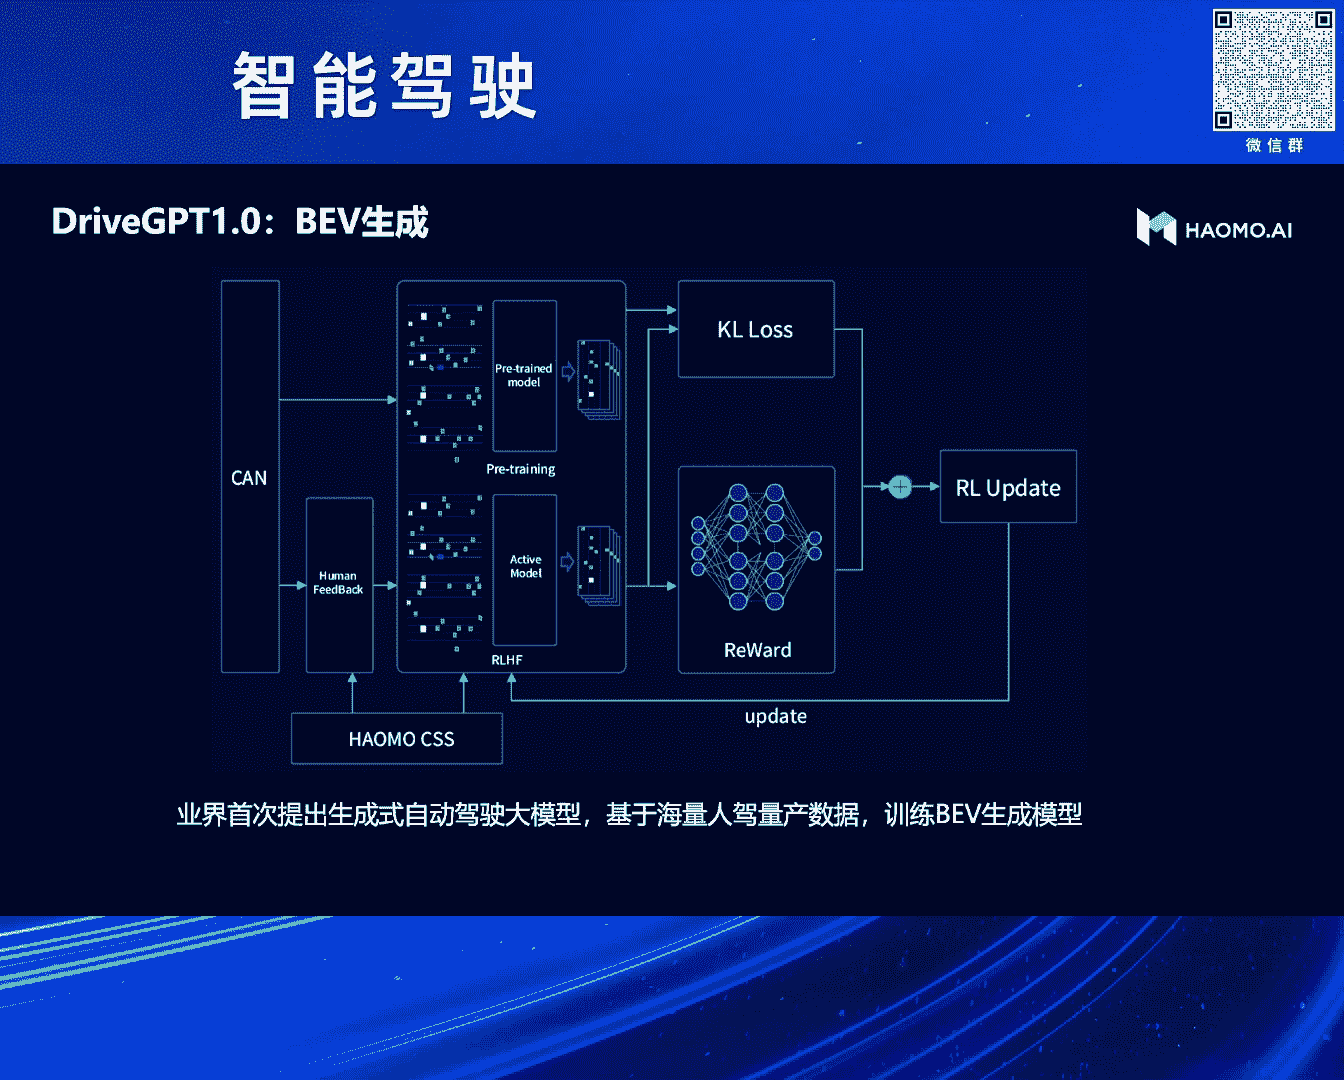 智能驾驶
微信群
DriveGPT1.0：BEV生成
HAOMO.AI
CAN
Human
FeedBack
Pre-trained
model
Pre-training
Active
Model
RLHF
KL Loss
ReWard
RL Update
update
HAOMO CSS
业界首次提出生成式自动驾驶大模型，基于海量人驾量产数据，训练BEV生成模型